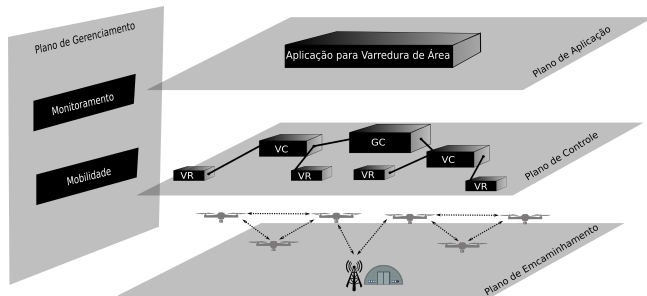 Plano de Gerenciamento
Monitoramento
Mobilidade
Aplicação para Varredura de Área
Plano de Aplicação
GC
VC
VC
VR
VR
VR
VR
Plano de Controle
Plano de Emcaminhamento